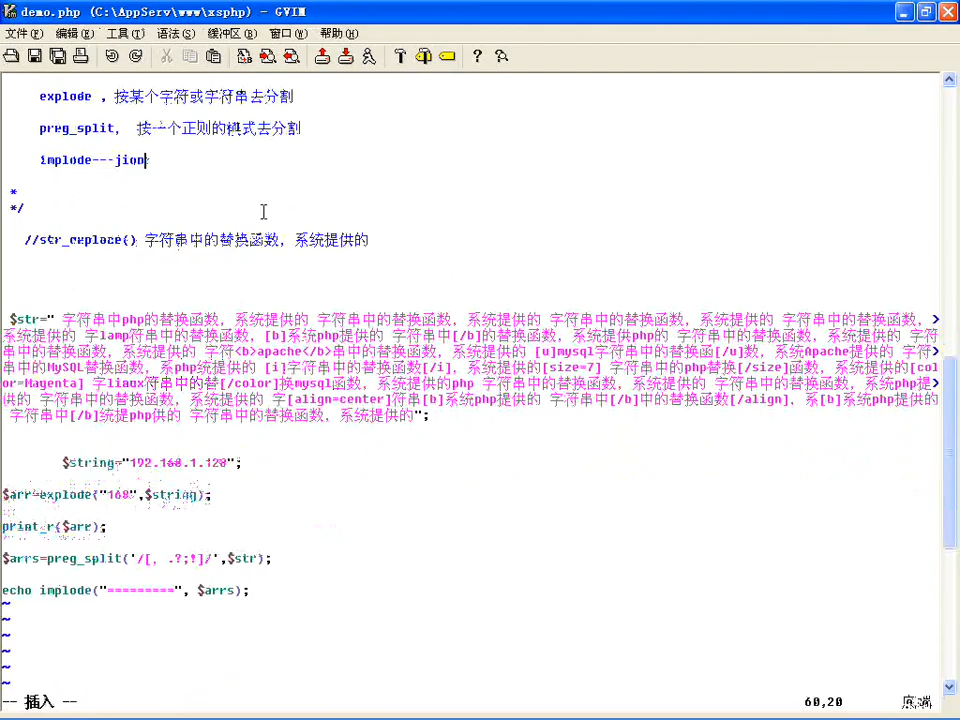 demo.php (C:\AppServ\www\xsphp) - GVIM
文件(F) 编辑(E) 工具(T) 语法(S) 缓冲区(B) 窗口(W) 帮助(H)
explode , 按某个字符或字符串去分割
preg_split, 按一个正则的模式去分割
implode---jion
*
*/
//str_replace() 字符串中的替换函数, 系统提供的
$str=" 字符串中php的替换函数, 系统提供的 字符串中的替换函数, 系统提供的 字符串中的替换函数, 系统提供的 字符串中的替换函数,
系统提供的 字lamp符串中的替换函数, [b]系统php提供的 字符串中[/b]的替换函数, 系统提供php的 字符串中的替换函数, 系统提供的 字符
串中的替换函数, 系统提供的 字符<b>apache</b>串中的替换函数, 系统提供的 [u]mysql字符串中的替换函[/u]数, 系统Apache提供的 字符
串中的MySQL替换函数, 系php统提供的 [i]字符串中的替换函数[/i], 系统提供的[size=7] 字符串中的php替换[/size]函数, 系统提供的[col
or=Magenta] 字liaux符串中的替[/color]换mysql函数, 系统提供的php 字符串中的替换函数, 系统提供的 字符串中的替换函数, 系统php提
供的 字符串中的替换函数, 系统提供的 字[align=center]符串[b]系统php提供的 字符串中[/b]中的替换函数[/align], 系[b]系统php提供的
字符串中[/b]统提php供的 字符串中的替换函数, 系统提供的";
$string="192.168.1.128";
$arr=explode("168",$string);
print_r($arr);
$arrs=preg_split('/[, .?;!]/',$str);
echo implode("=========", $arrs);
~
~
~
~
~
~
-- 插入 --
60,20
底端